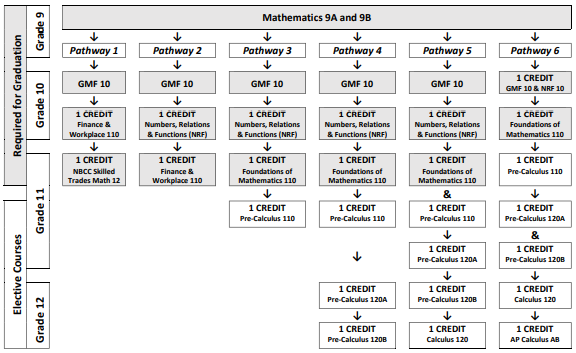 Mathematics 9A and 9B
Required for Graduation
Elective Courses
Grade 9
Grade 10
Grade 11
Grade 12
Pathway 1
Pathway 2
Pathway 3
Pathway 4
Pathway 5
Pathway 6
GMF 10
GMF 10
GMF 10
GMF 10
GMF 10
1 CREDIT
GMF 10 & NRF 10
1 CREDIT
Finance &
Workplace 110
1 CREDIT
Numbers, Relations
& Functions (NRF)
1 CREDIT
Numbers, Relations
& Functions (NRF)
1 CREDIT
Numbers, Relations
& Functions (NRF)
1 CREDIT
Numbers, Relations
& Functions (NRF)
1 CREDIT
Foundations of
Mathematics 110
1 CREDIT
NBCC Skilled
Trades Math 12
1 CREDIT
Finance &
Workplace 110
1 CREDIT
Foundations of
Mathematics 110
1 CREDIT
Foundations of
Mathematics 110
1 CREDIT
Foundations of
Mathematics 110
1 CREDIT
Pre-Calculus 110
&
1 CREDIT
Pre-Calculus 110
1 CREDIT
Pre-Calculus 110
1 CREDIT
Pre-Calculus 110
1 CREDIT
Pre-Calculus 120A
&
1 CREDIT
Pre-Calculus 120A
1 CREDIT
Pre-Calculus 120B
1 CREDIT
Pre-Calculus 120A
1 CREDIT
Pre-Calculus 120B
1 CREDIT
Calculus 120
1 CREDIT
Pre-Calculus 120B
1 CREDIT
Calculus 120
1 CREDIT
AP Calculus AB